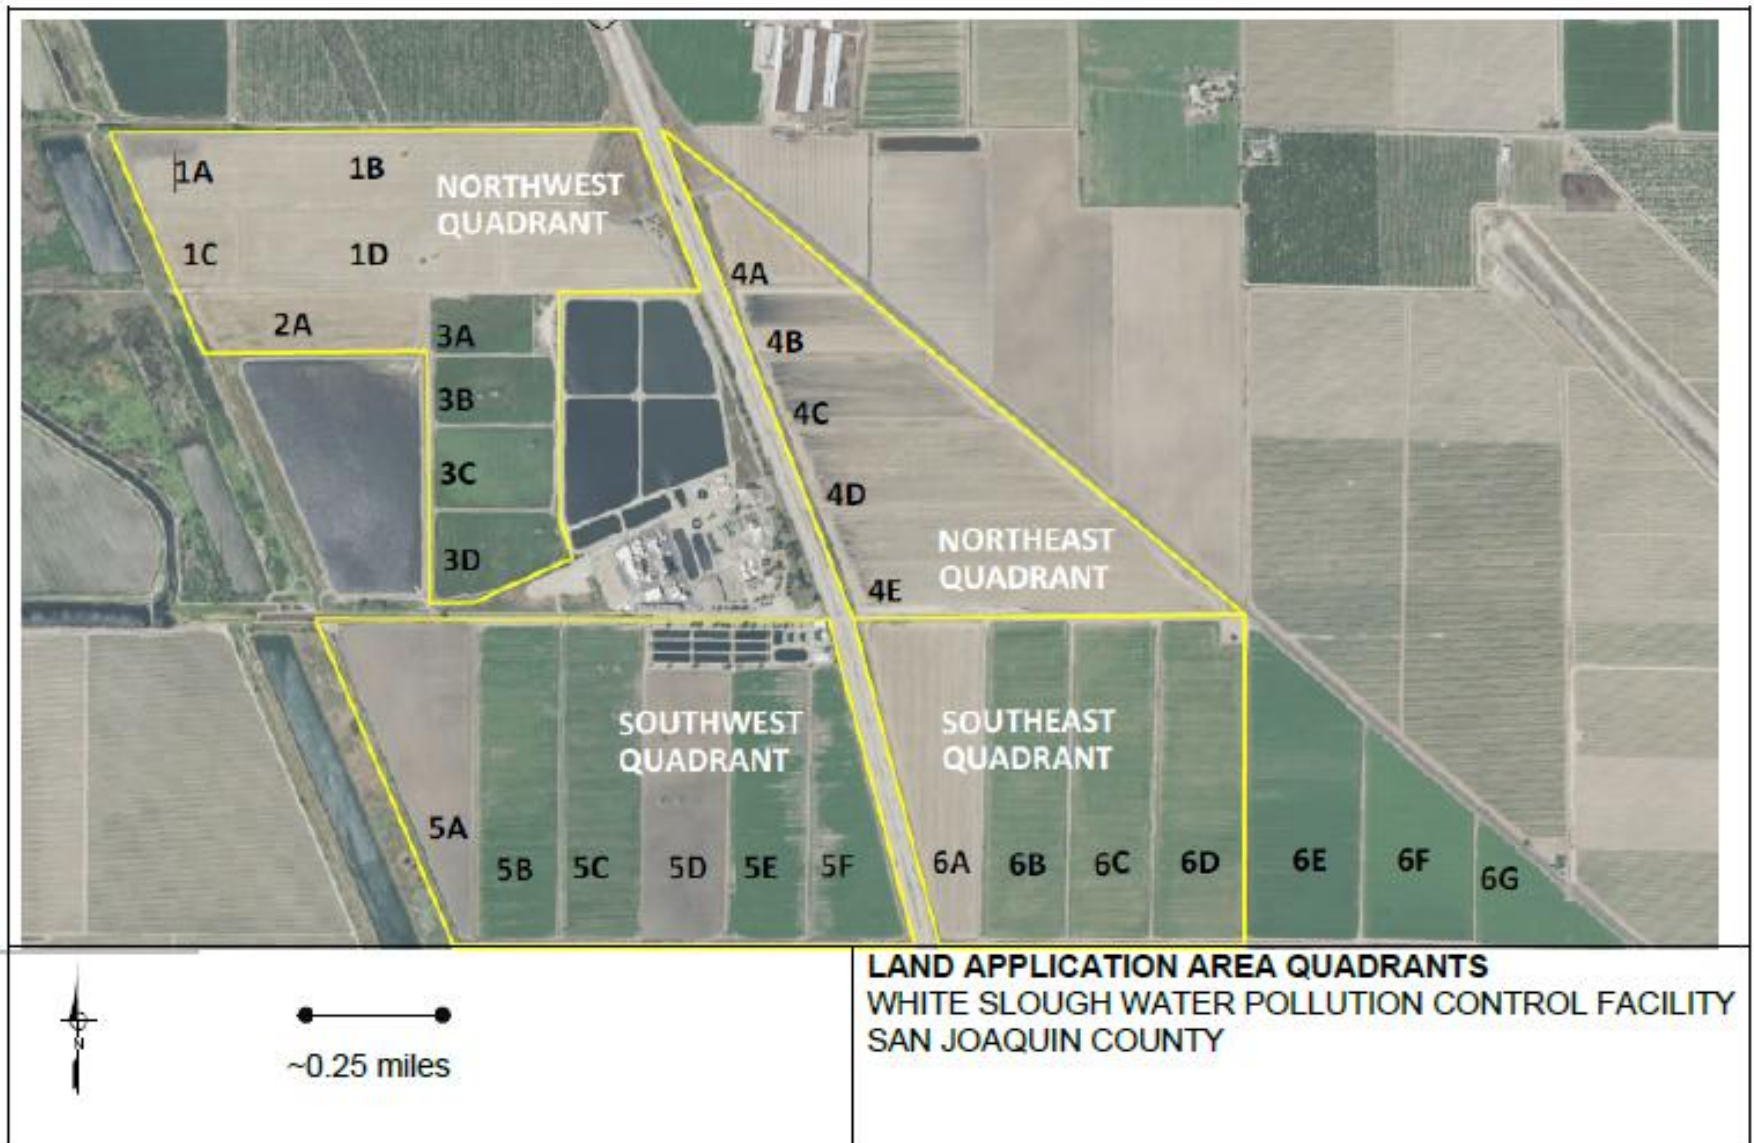 1A
1B
NORTHWEST
QUADRANT
1C
1D
4A
2A
3A
4B
3B
4C
3C
4D
3D
NORTHEAST
QUADRANT
4E
SOUTHWEST
QUADRANT
SOUTHEAST
QUADRANT
5A
5B
5C
5D
5E
5F
6A
6B
6C
6D
6E
6F
6G
N
~0.25 miles
LAND APPLICATION AREA QUADRANTS
WHITE SLOUGH WATER POLLUTION CONTROL FACILITY
SAN JOAQUIN COUNTY